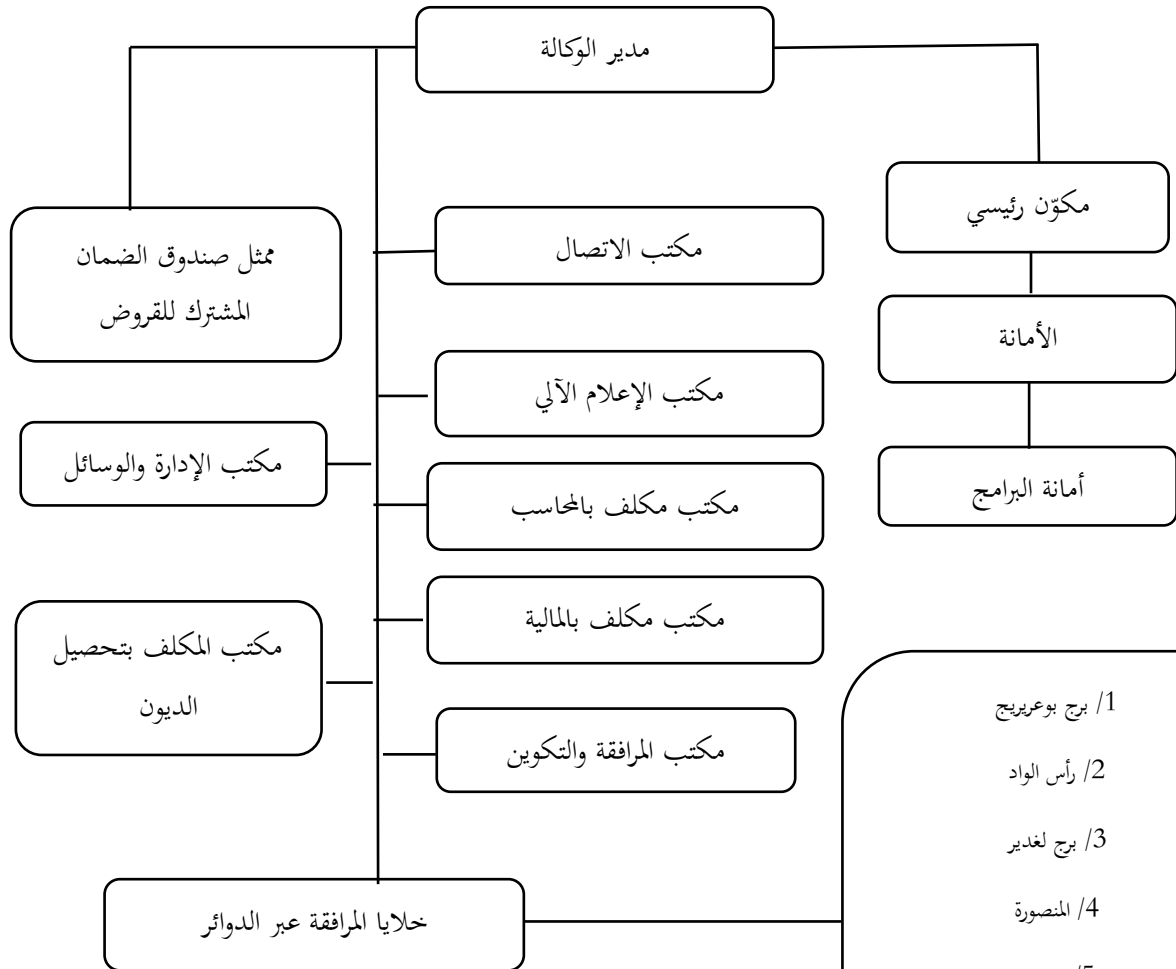 مدير الوكالة
مكوّن رئيسي
ممثل صندوق الضمان
المشترك للقروض
مكتب الاتصال
الأمانة
مكتب الإعلام الآلي
مكتب الإدارة والوسائل
أمانة البرامج
مكتب مكلف بالمحاسب
مكتب مكلف بالمالية
مكتب المكلف بتحصيل
الديون
مكتب المرافقة والتكوين
1/ برج بوعريريج
2/ رأس الواد
3/ برج لغدير
4/ المنصورة
خلايا المرافقة عبر الدوائر